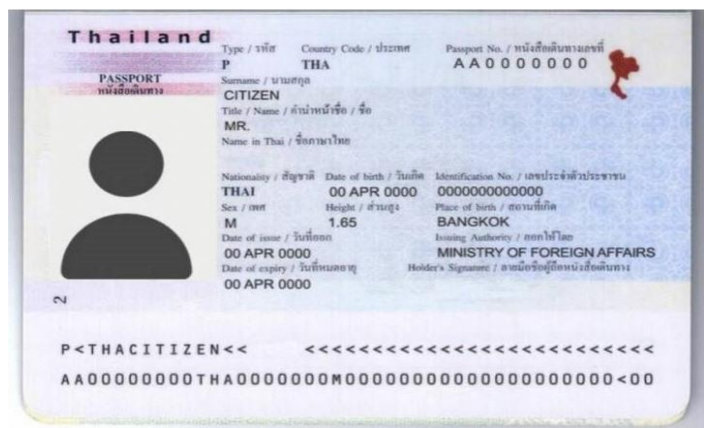 Thailand
PASSPORT
หนังสือเดินทาง
Type / รหัส Country Code / ประเทศ Passport No. / หนังสือเดินทางเลขที่
P THA AA0000000
Surname / นามสกุล
CITIZEN
Title / Name / คำนำหน้าชื่อ / ชื่อ
MR.
Name in Thai / ชื่อภาษาไทย
Nationality / สัญชาติ Date of birth / วันเกิด Identification No. / เลขประจำตัวประชาชน
THAI 00 APR 0000 0000000000000
Sex / เพศ Height / ส่วนสูง Place of birth / สถานที่เกิด
M 1.65 BANGKOK
Date of issue / วันที่ออก Issuing Authority / ออกให้โดย
00 APR 0000 MINISTRY OF FOREIGN AFFAIRS
Date of expiry / วันที่หมดอายุ Holder's Signature / ลายมือชื่อผู้ถือหนังสือเดินทาง
00 APR 0000
2
P<THACITIZEN<< <<<<<<<<<<<<<<<<<<<<<<<<<<
AA00000000THA0000000M0000000000000000000000<00